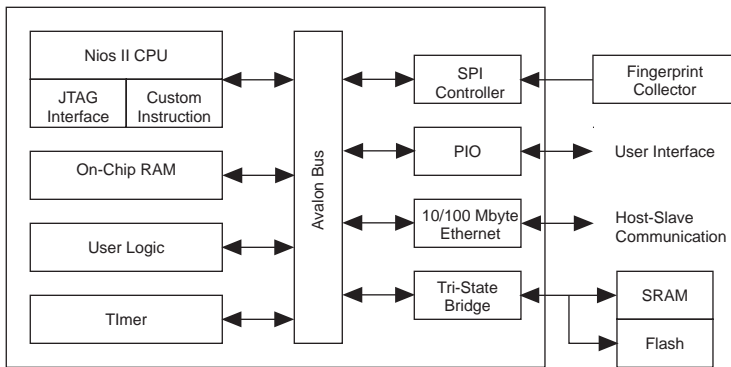 Nios II CPU
JTAG
Interface
Custom
Instruction
On-Chip RAM
User Logic
TImer
Avalon Bus
SPI
Controller
PIO
10/100 Mbyte
Ethernet
Tri-State
Bridge
Fingerprint
Collector
User Interface
Host-Slave
Communication
SRAM
Flash